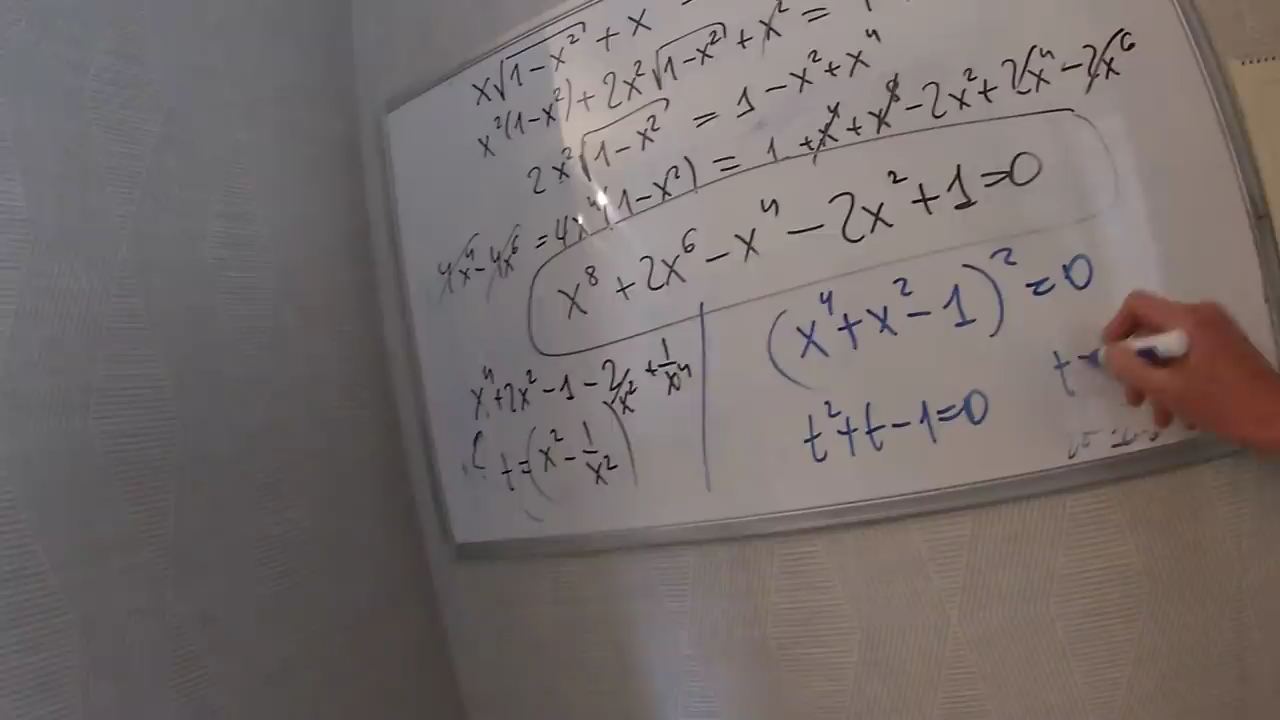 x√(1-x²) + x
x²(1-x²) + 2x²√(1-x²) + x² = 1
2x²√(1-x²) = 1 - x² + x⁴
4x⁴ - 4x⁶ = 4x⁴(1-x²) = 1 + x⁴ + x⁸ - 2x² + 2x⁴ - 2x⁶
x⁸ + 2x⁶ - x⁴ - 2x² + 1 = 0
x⁴ + 2x² - 1 - 2/x² + 1/x⁴
t = (x² - 1/x²)
(x⁴ + x² - 1)² = 0
t² + t - 1 = 0
t